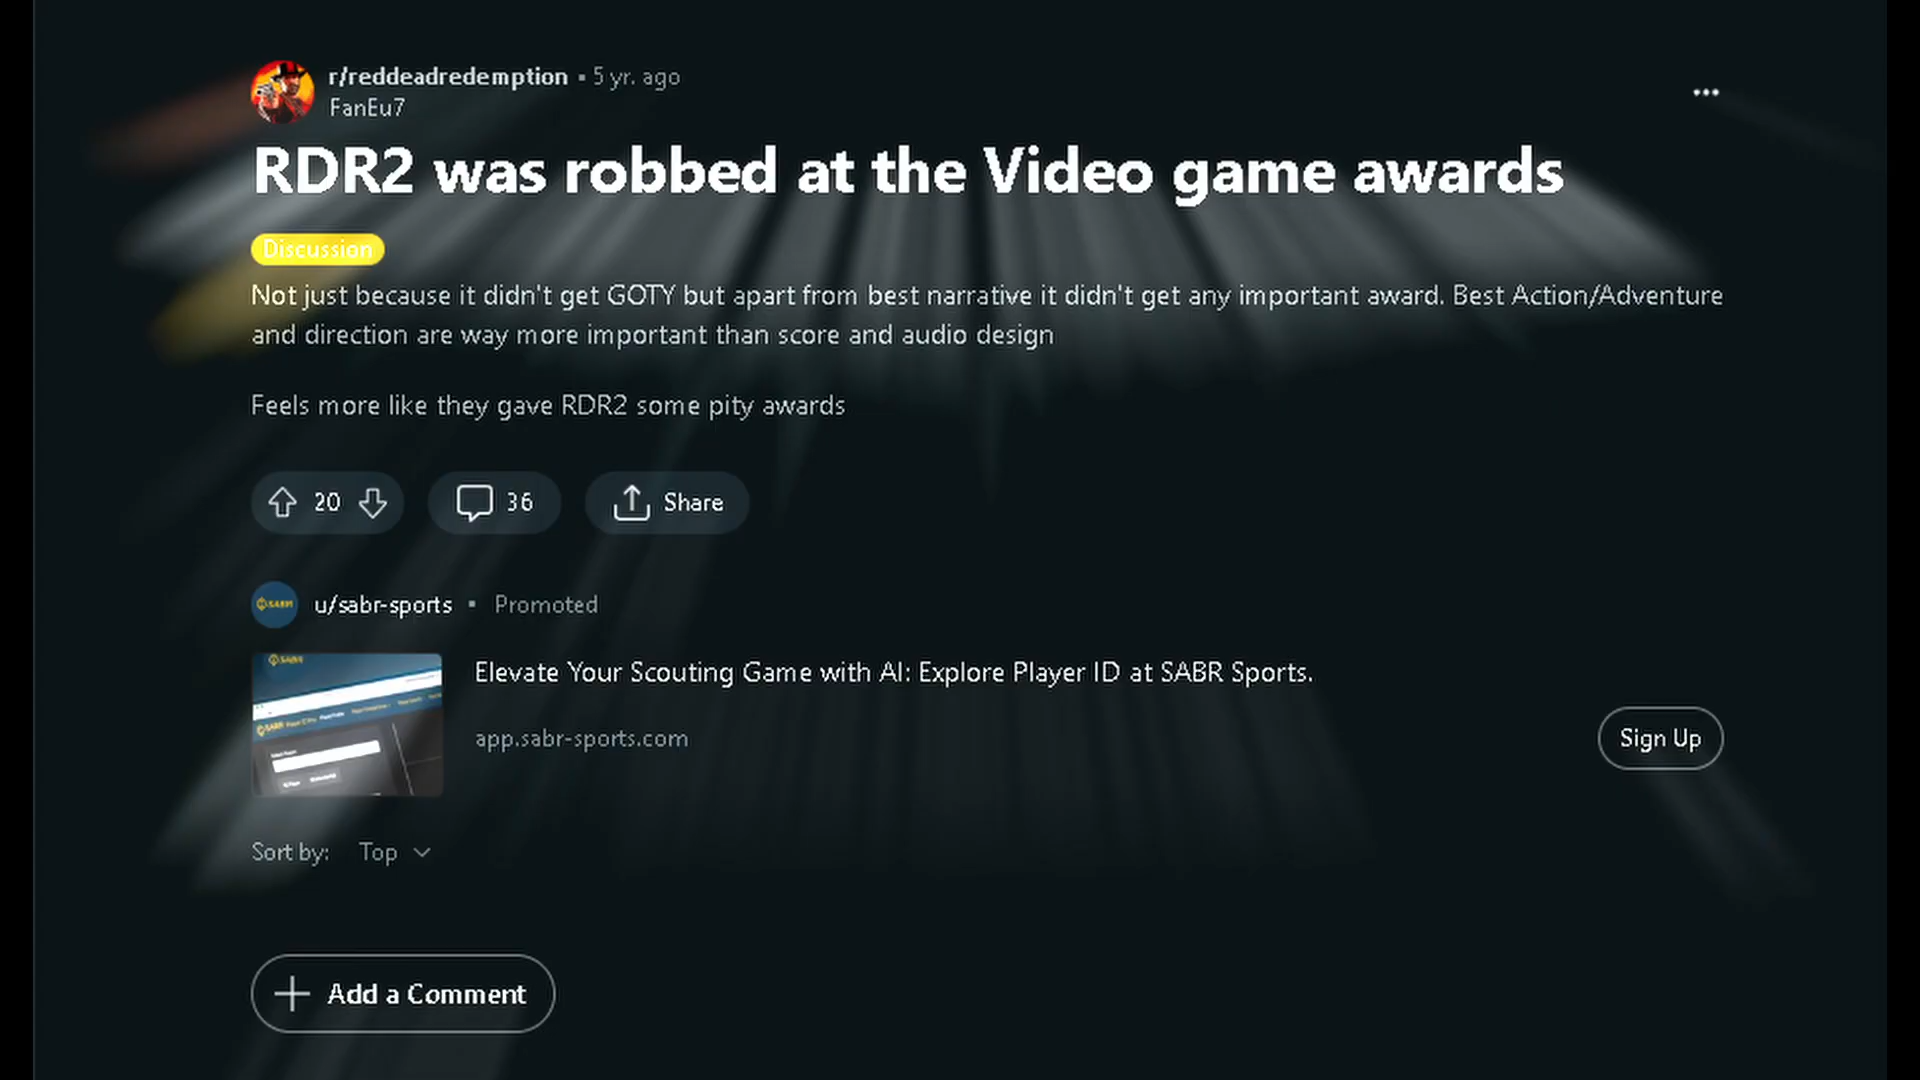 r/reddeadredemption • 5 yr. ago
FanEu7
RDR2 was robbed at the Video game awards
Discussion
Not just because it didn't get GOTY but apart from best narrative it didn't get any important award. Best Action/Adventure
and direction are way more important than score and audio design
Feels more like they gave RDR2 some pity awards
20
36
Share
SABR
u/sabr-sports • Promoted
SABR
SABR
Elevate Your Scouting Game with AI: Explore Player ID at SABR Sports.
app.sabr-sports.com
Sign Up
Sort by: Top
Add a Comment